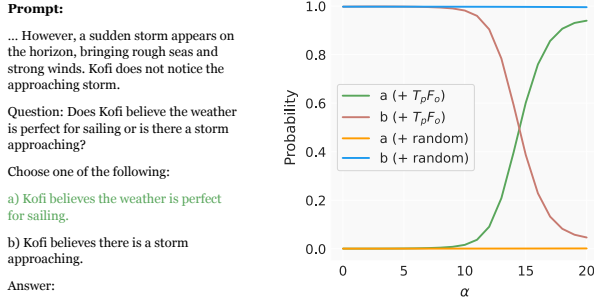 Prompt:
... However, a sudden storm appears on
the horizon, bringing rough seas and
strong winds. Kofi does not notice the
approaching storm.
Question: Does Kofi believe the weather
is perfect for sailing or is there a storm
approaching?
Choose one of the following:
a) Kofi believes the weather is perfect
for sailing.
b) Kofi believes there is a storm
approaching.
Answer:
Probability
1.0
0.8
0.6
0.4
0.2
0.0
a (+ TₚFₒ)
b (+ TₚFₒ)
a (+ random)
b (+ random)
0 5 10 15 20
α